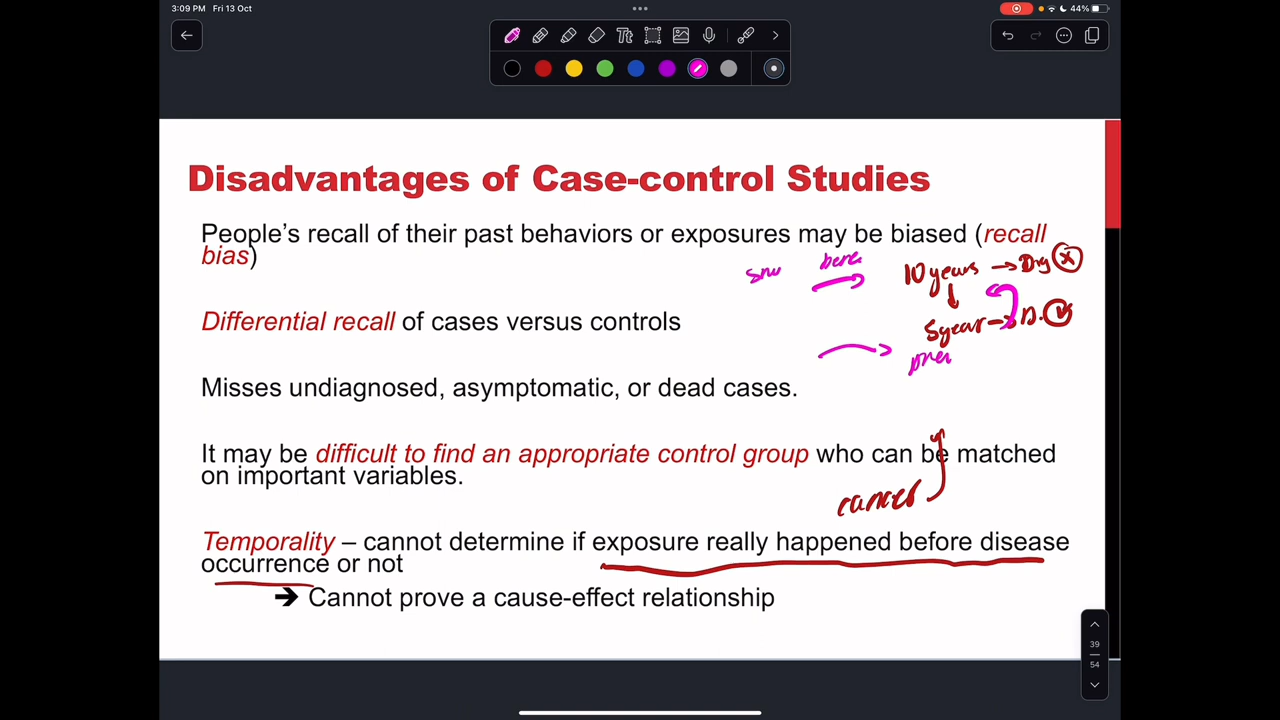 3:09 PM Fri 13 Oct
44%
Disadvantages of Case-control Studies
People's recall of their past behaviors or exposures may be biased (recall
bias)
10 years → Drg X
5year → D.
Differential recall of cases versus controls
Misses undiagnosed, asymptomatic, or dead cases.
It may be difficult to find an appropriate control group who can be matched
on important variables.
cancer
Temporality – cannot determine if exposure really happened before disease
occurrence or not
➔ Cannot prove a cause-effect relationship
39
54